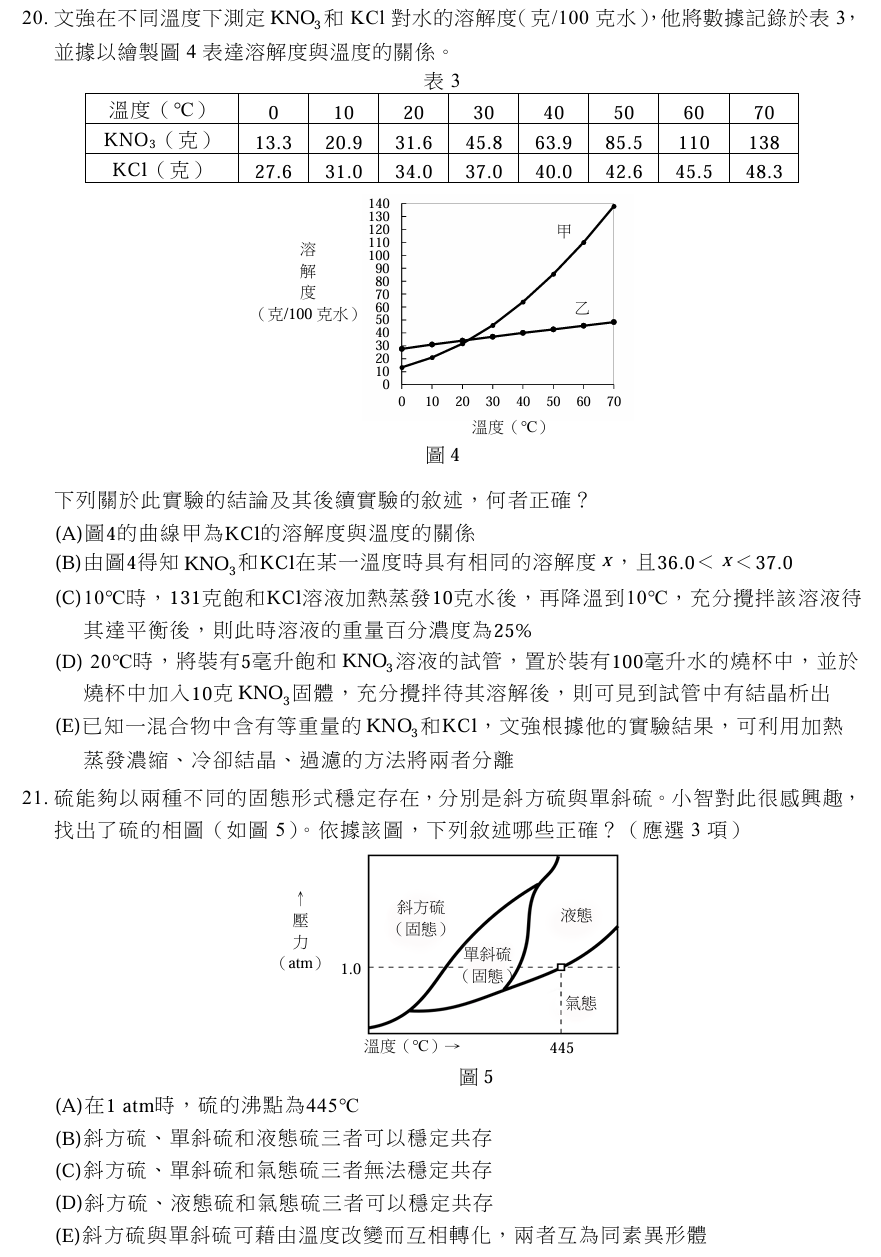 20. 文強在不同溫度下測定 KNO₃和 KCl 對水的溶解度(克/100 克水)，他將數據記錄於表 3，
並據以繪製圖 4 表達溶解度與溫度的關係。
表 3
溫度（℃） 0 10 20 30 40 50 60 70
KNO₃（克） 13.3 20.9 31.6 45.8 63.9 85.5 110 138
KCl（克） 27.6 31.0 34.0 37.0 40.0 42.6 45.5 48.3
140
130
120
110
100
90
80
70
60
50
40
30
20
10
0
溶
解
度
（克/100 克水）
甲
乙
0 10 20 30 40 50 60 70
溫度（℃）
圖 4
下列關於此實驗的結論及其後續實驗的敘述，何者正確？
(A)圖4的曲線甲為KCl的溶解度與溫度的關係
(B)由圖4得知 KNO₃和KCl在某一溫度時具有相同的溶解度 x，且36.0＜ x＜37.0
(C)10℃時，131克飽和KCl溶液加熱蒸發10克水後，再降溫到10℃，充分攪拌該溶液待
其達平衡後，則此時溶液的重量百分濃度為25%
(D) 20℃時，將裝有5毫升飽和 KNO₃溶液的試管，置於裝有100毫升水的燒杯中，並於
燒杯中加入10克 KNO₃固體，充分攪拌待其溶解後，則可見到試管中有結晶析出
(E)已知一混合物中含有等重量的 KNO₃和KCl，文強根據他的實驗結果，可利用加熱
蒸發濃縮、冷卻結晶、過濾的方法將兩者分離
21. 硫能夠以兩種不同的固態形式穩定存在，分別是斜方硫與單斜硫。小智對此很感興趣，
找出了硫的相圖（如圖 5）。依據該圖，下列敘述哪些正確？（應選 3 項）
↑
壓
力
（atm）
1.0
斜方硫
（固態）
單斜硫
（固態）
液態
氣態
溫度（℃）→ 445
圖 5
(A)在1 atm時，硫的沸點為445℃
(B)斜方硫、單斜硫和液態硫三者可以穩定共存
(C)斜方硫、單斜硫和氣態硫三者無法穩定共存
(D)斜方硫、液態硫和氣態硫三者可以穩定共存
(E)斜方硫與單斜硫可藉由溫度改變而互相轉化，兩者互為同素異形體